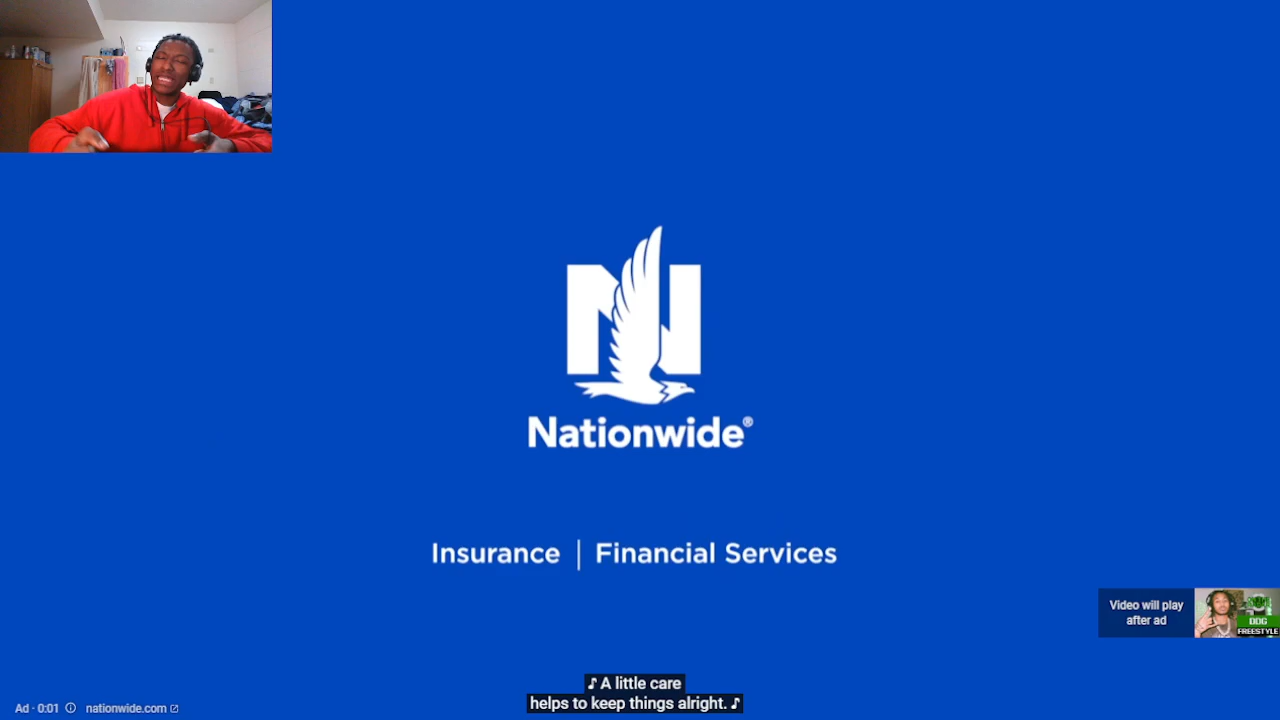 N
Nationwide®
Insurance | Financial Services
Video will play
after ad
DDG
FREESTYLE
♪ A little care
helps to keep things alright. ♪
Ad · 0:01
nationwide.com